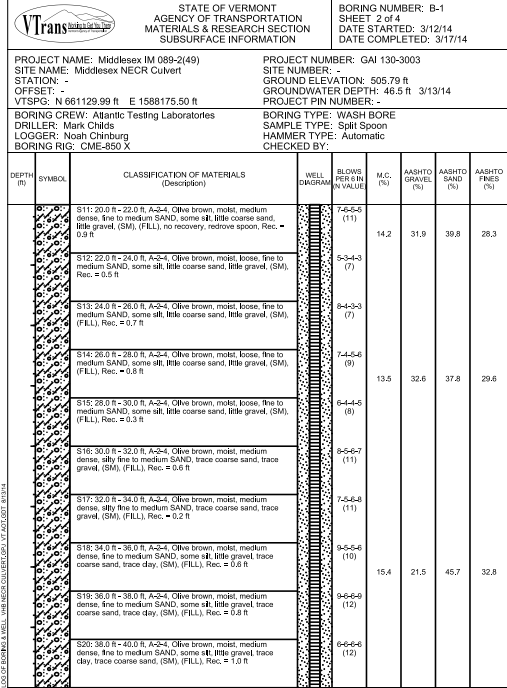 VTrans Working to Get You There
STATE OF VERMONT
AGENCY OF TRANSPORTATION
MATERIALS & RESEARCH SECTION
SUBSURFACE INFORMATION
BORING NUMBER: B-1
SHEET 2 of 4
DATE STARTED: 3/12/14
DATE COMPLETED: 3/17/14
PROJECT NAME: Middlesex IM 089-2(49)
SITE NAME: Middlesex NECR Culvert
STATION: -
OFFSET: -
VTSPG: N 661129.99 ft E 1588175.50 ft
PROJECT NUMBER: GAI 130-3003
SITE NUMBER: -
GROUND ELEVATION: 505.79 ft
GROUNDWATER DEPTH: 46.5 ft 3/13/14
PROJECT PIN NUMBER: -
BORING CREW: Atlantic Testing Laboratories
DRILLER: Mark Childs
LOGGER: Noah Chinburg
BORING RIG: CME-850 X
BORING TYPE: WASH BORE
SAMPLE TYPE: Split Spoon
HAMMER TYPE: Automatic
CHECKED BY:
DEPTH (ft)
SYMBOL
CLASSIFICATION OF MATERIALS
(Description)
WELL DIAGRAM
BLOWS PER 6 IN (N VALUE)
M.C. (%)
AASHTO GRAVEL (%)
AASHTO SAND (%)
AASHTO FINES (%)
S11: 20.0 ft - 22.0 ft, A-2-4, Olive brown, moist, medium
dense, fine to medium SAND, some silt, little coarse sand,
little gravel, (SM), (FILL), no recovery, redrove spoon, Rec. =
0.9 ft
7-6-5-5
(11)
14.2 31.9 39.8 28.3
S12: 22.0 ft - 24.0 ft, A-2-4, Olive brown, moist, loose, fine to
medium SAND, some silt, little coarse sand, little gravel, (SM),
Rec. = 0.5 ft
5-3-4-3
(7)
S13: 24.0 ft - 26.0 ft, A-2-4, Olive brown, moist, loose, fine to
medium SAND, some silt, little coarse sand, little gravel, (SM),
(FILL), Rec. = 0.7 ft
8-4-3-3
(7)
S14: 26.0 ft - 28.0 ft, A-2-4, Olive brown, moist, loose, fine to
medium SAND, some silt, little coarse sand, little gravel, (SM),
(FILL), Rec. = 0.8 ft
7-4-5-6
(9)
13.5 32.6 37.8 29.6
S15: 28.0 ft - 30.0 ft, A-2-4, Olive brown, moist, loose, fine to
medium SAND, some silt, little coarse sand, little gravel, (SM),
(FILL), Rec. = 0.3 ft
6-4-4-5
(8)
S16: 30.0 ft - 32.0 ft, A-2-4, Olive brown, moist, medium
dense, silty fine to medium SAND, trace coarse sand, trace
gravel, (SM), (FILL), Rec. = 0.6 ft
8-5-6-7
(11)
S17: 32.0 ft - 34.0 ft, A-2-4, Olive brown, moist, medium
dense, silty fine to medium SAND, trace coarse sand, trace
gravel, (SM), (FILL), Rec. = 0.2 ft
7-5-6-8
(11)
S18: 34.0 ft - 36.0 ft, A-2-4, Olive brown, moist, medium
dense, fine to medium SAND, some silt, little gravel, trace
coarse sand, trace clay, (SM), (FILL), Rec. = 0.6 ft
9-5-5-6
(10)
15.4 21.5 45.7 32.8
S19: 36.0 ft - 38.0 ft, A-2-4, Olive brown, moist, medium
dense, fine to medium SAND, some silt, little gravel, trace
coarse sand, trace clay, (SM), (FILL), Rec. = 0.8 ft
9-6-6-9
(12)
S20: 38.0 ft - 40.0 ft, A-2-4, Olive brown, moist, medium
dense, fine to medium SAND, some silt, little gravel, trace
clay, trace coarse sand, (SM), (FILL), Rec. = 1.0 ft
6-6-6-6
(12)
LOG OF BORING & WELL VHB NECR CULVERT.GPJ VT AOT.GDT 8/13/14